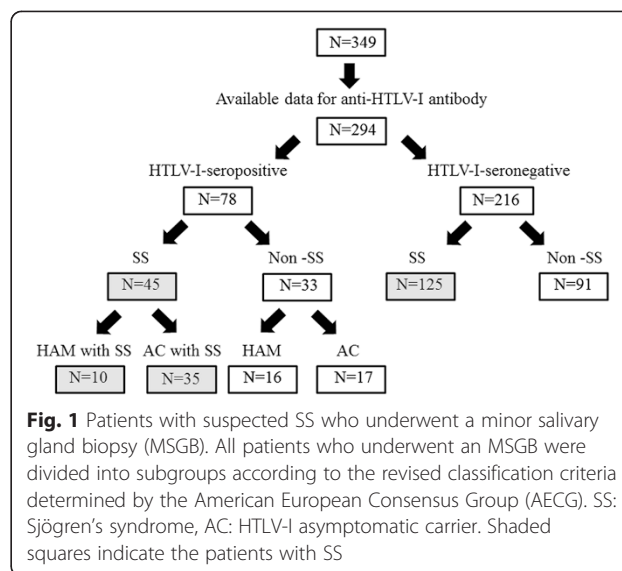 N=349
Available data for anti-HTLV-I antibody
N=294
HTLV-I-seropositive HTLV-I-seronegative
N=78 N=216
SS Non -SS SS Non -SS
N=45 N=33 N=125 N=91
HAM with SS AC with SS HAM AC
N=10 N=35 N=16 N=17
Fig. 1 Patients with suspected SS who underwent a minor salivary
gland biopsy (MSGB). All patients who underwent an MSGB were
divided into subgroups according to the revised classification criteria
determined by the American European Consensus Group (AECG). SS:
Sjögren's syndrome, AC: HTLV-I asymptomatic carrier. Shaded
squares indicate the patients with SS